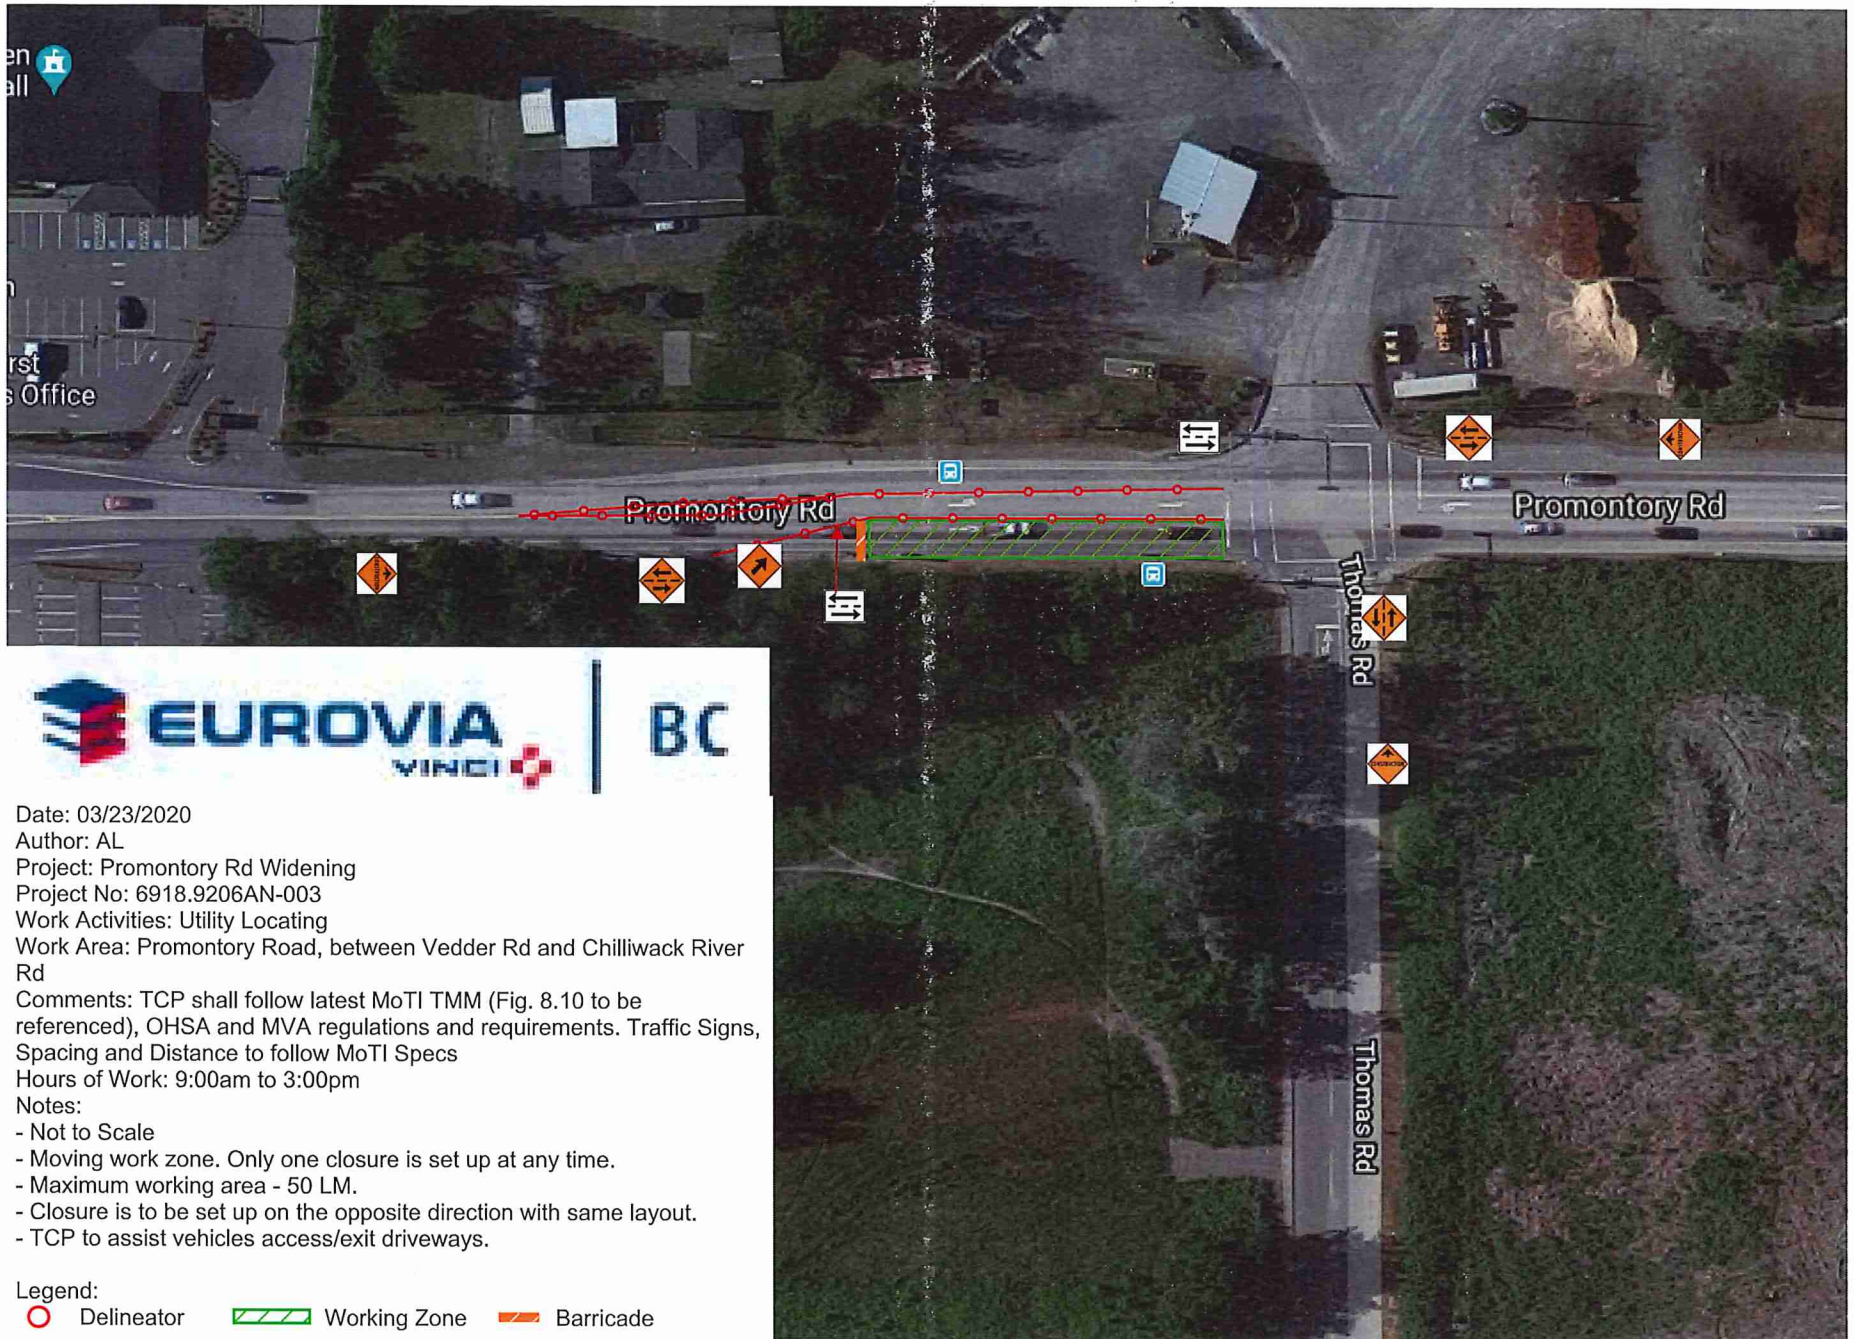 en
all
n
rst
s Office
Promontory Rd
Promontory Rd
Thomas Rd
Thomas Rd
EUROVIA
VINCI
BC
Date: 03/23/2020
Author: AL
Project: Promontory Rd Widening
Project No: 6918.9206AN-003
Work Activities: Utility Locating
Work Area: Promontory Road, between Vedder Rd and Chilliwack River
Rd
Comments: TCP shall follow latest MoTI TMM (Fig. 8.10 to be
referenced), OHSA and MVA regulations and requirements. Traffic Signs,
Spacing and Distance to follow MoTI Specs
Hours of Work: 9:00am to 3:00pm
Notes:
- Not to Scale
- Moving work zone. Only one closure is set up at any time.
- Maximum working area - 50 LM.
- Closure is to be set up on the opposite direction with same layout.
- TCP to assist vehicles access/exit driveways.
Legend:
Delineator
Working Zone
Barricade